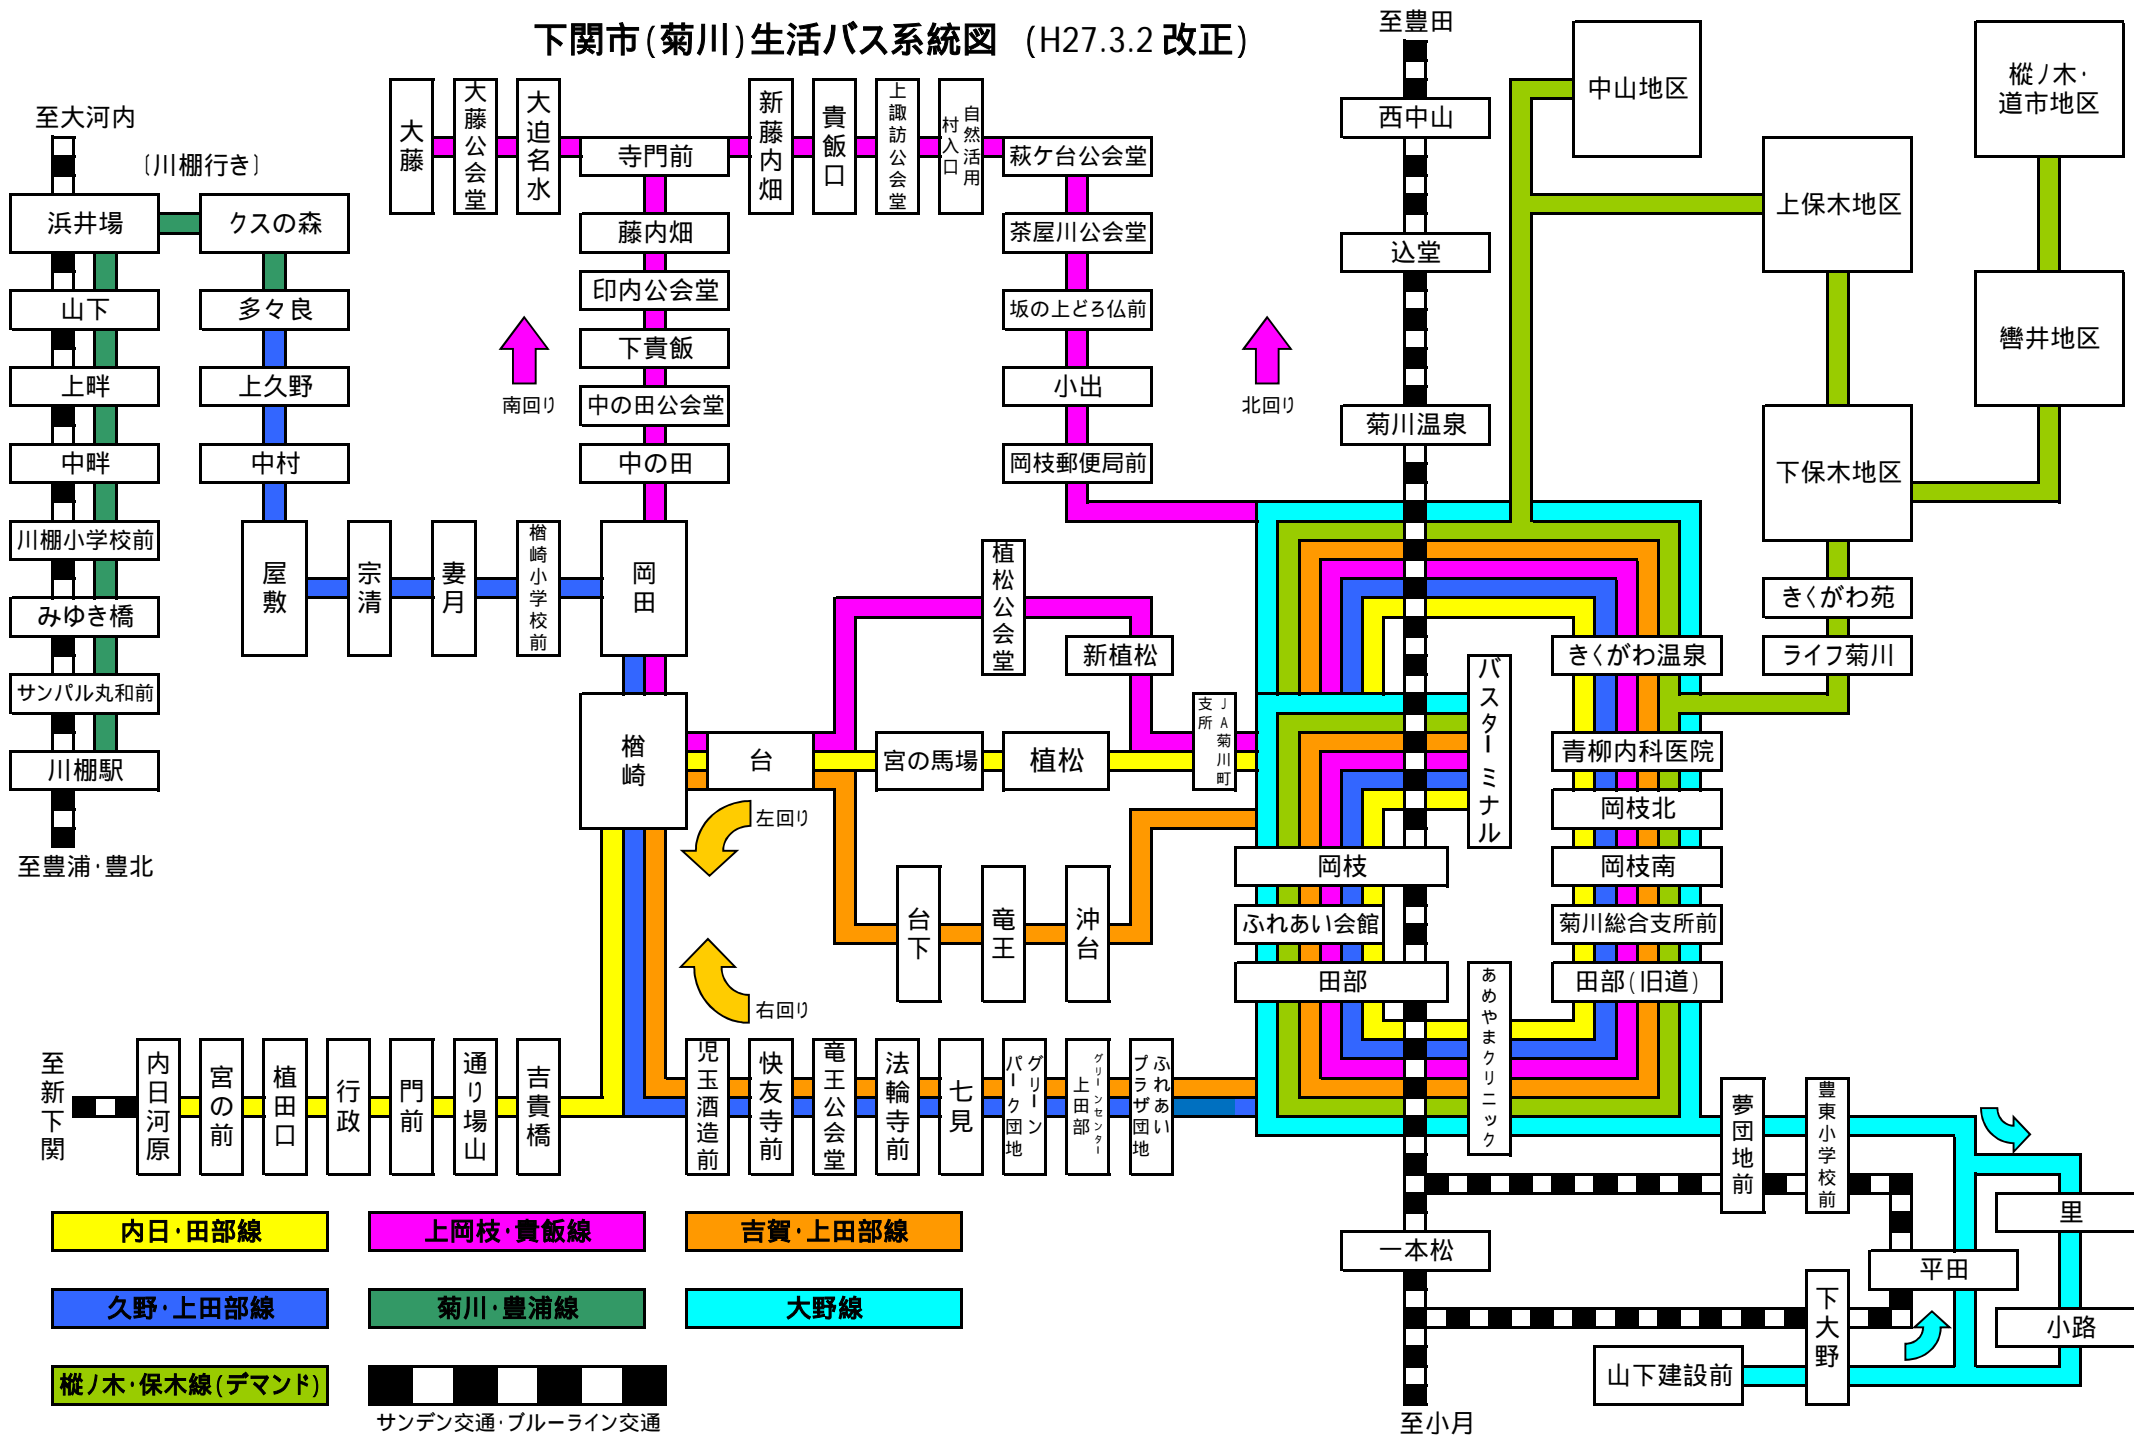 下関市(菊川)生活バス系統図 (H27.3.2 改正)
至豊田
至大河内
(川棚行き)
浜井場
クスの森
山下
多々良
上畔
上久野
中畔
中村
川棚小学校前
みゆき橋
サンパル丸和前
川棚駅
至豊浦・豊北
屋敷
宗清
妻月
楢崎小学校前
岡田
楢崎
大藤
大藤公会堂
大迫名水
寺門前
新藤内畑
貴飯口
上諏訪公会堂
自然活用村入口
萩ケ台公会堂
藤内畑
印内公会堂
下貴飯
中の田公会堂
中の田
南回り
茶屋川公会堂
坂の上どろ仏前
小出
岡枝郵便局前
北回り
西中山
込堂
菊川温泉
中山地区
樅ノ木・
道市地区
上保木地区
轡井地区
下保木地区
きくがわ苑
ライフ菊川
植松公会堂
新植松
JA菊川町支所
台
宮の馬場
植松
左回り
右回り
台下
竜王
沖台
バスターミナル
きくがわ温泉
青柳内科医院
岡枝北
岡枝南
菊川総合支所前
田部(旧道)
岡枝
ふれあい会館
田部
あめやまクリニック
至新下関
内日河原
宮の前
植田口
行政
門前
通り場山
吉貴橋
児玉酒造前
快友寺前
竜王公会堂
法輪寺前
七見
グリーンパーク団地
グリーンセンター上田部
ふれあいプラザ団地
夢団地前
豊東小学校前
一本松
平田
里
小路
下大野
山下建設前
至小月
内日・田部線
上岡枝・貴飯線
吉賀・上田部線
久野・上田部線
菊川・豊浦線
大野線
樅ノ木・保木線(デマンド)
サンデン交通・ブルーライン交通